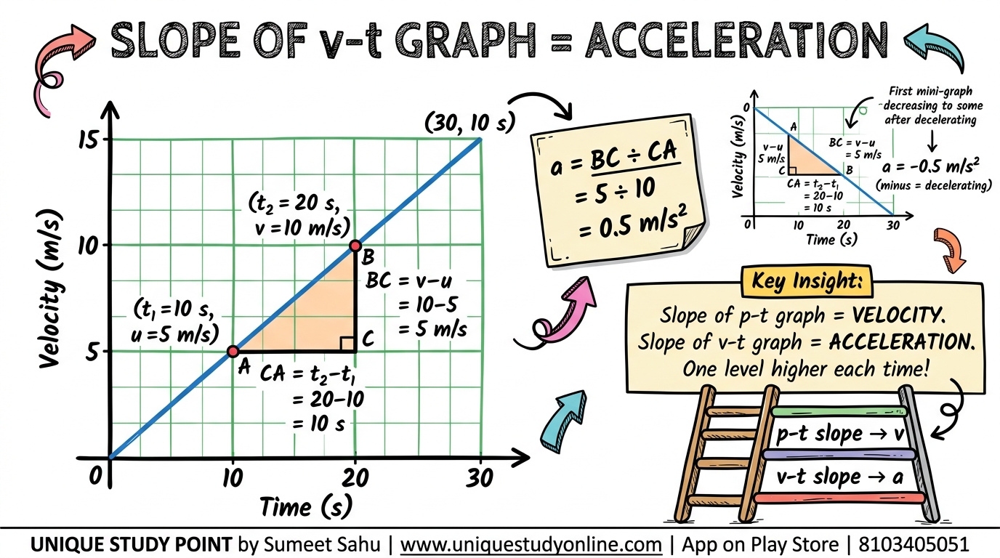 SLOPE OF v-t GRAPH = ACCELERATION
(30, 10 s)
15
10
5
0
10
20
30
Velocity (m/s)
Time (s)
(t₂ = 20 s,
v = 10 m/s)
B
BC = v-u
= 10-5
= 5 m/s
C
(t₁ = 10 s,
u = 5 m/s)
A
CA = t₂-t₁
= 20-10
= 10 s
a = BC ÷ CA
= 5 ÷ 10
= 0.5 m/s²
First mini-graph
-decreasing to some
after decelerating
a = -0.5 m/s²
(minus = decelerating)
0
Velocity (m/s)
A
v-u
5 m/s
C
BC = v-u
= 5 m/s
B
CA = t₂-t₁
= 20-10
= 10 s
0
10
20
30
Time (s)
Key Insight:
Slope of p-t graph = VELOCITY.
Slope of v-t graph = ACCELERATION.
One level higher each time!
p-t slope → v
v-t slope → a
UNIQUE STUDY POINT by Sumeet Sahu | www.uniquestudyonline.com | App on Play Store | 8103405051